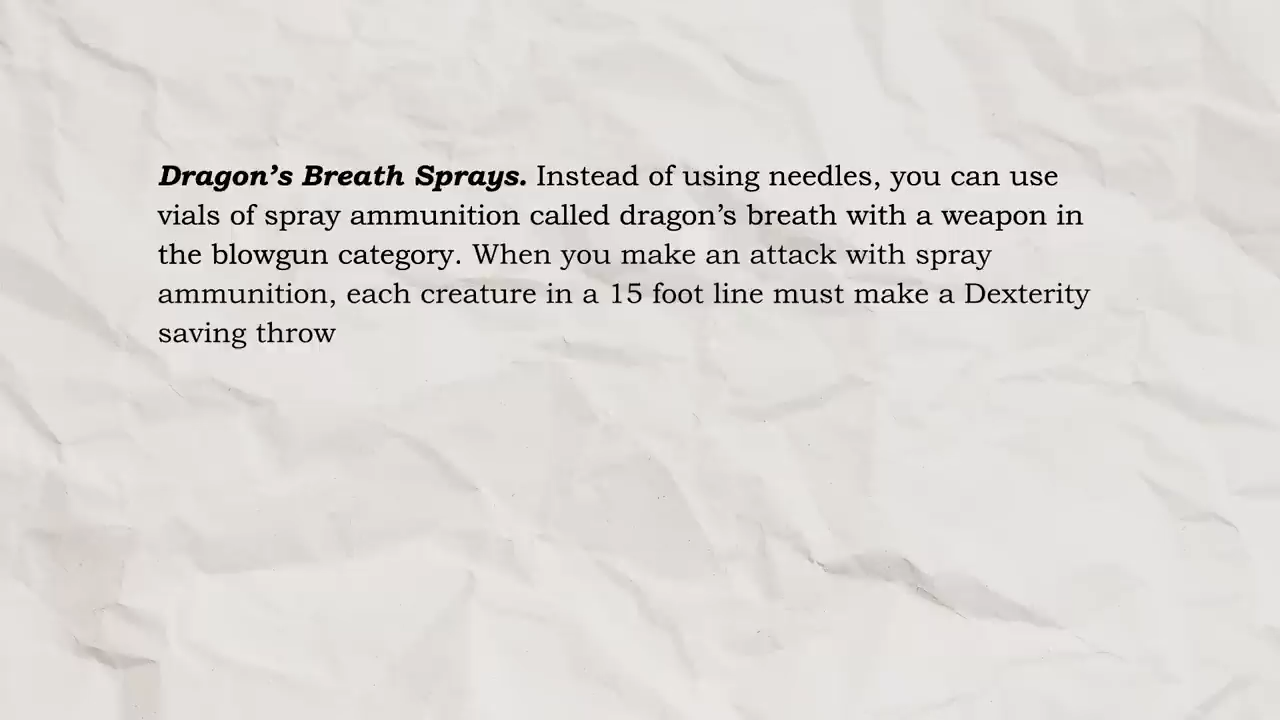 Dragon’s Breath Sprays. Instead of using needles, you can use
vials of spray ammunition called dragon’s breath with a weapon in
the blowgun category. When you make an attack with spray
ammunition, each creature in a 15 foot line must make a Dexterity
saving throw